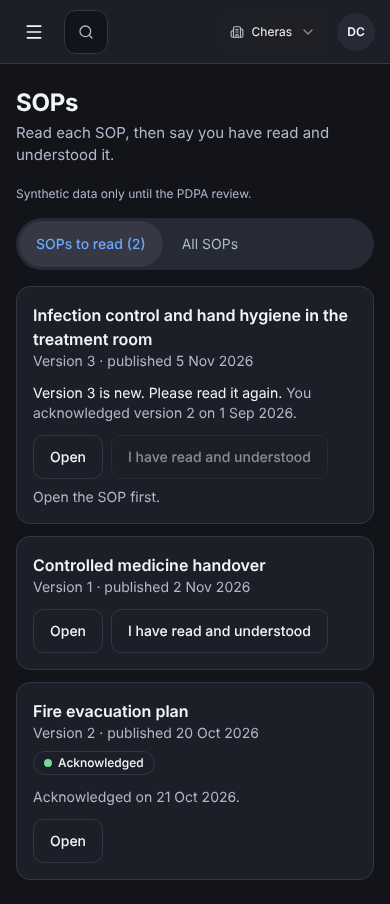 Cheras
DC
SOPs
Read each SOP, then say you have read and
understood it.
Synthetic data only until the PDPA review.
SOPs to read (2)
All SOPs
Infection control and hand hygiene in the
treatment room
Version 3 · published 5 Nov 2026
Version 3 is new. Please read it again. You
acknowledged version 2 on 1 Sep 2026.
Open
I have read and understood
Open the SOP first.
Controlled medicine handover
Version 1 · published 2 Nov 2026
Open
I have read and understood
Fire evacuation plan
Version 2 · published 20 Oct 2026
Acknowledged
Acknowledged on 21 Oct 2026.
Open